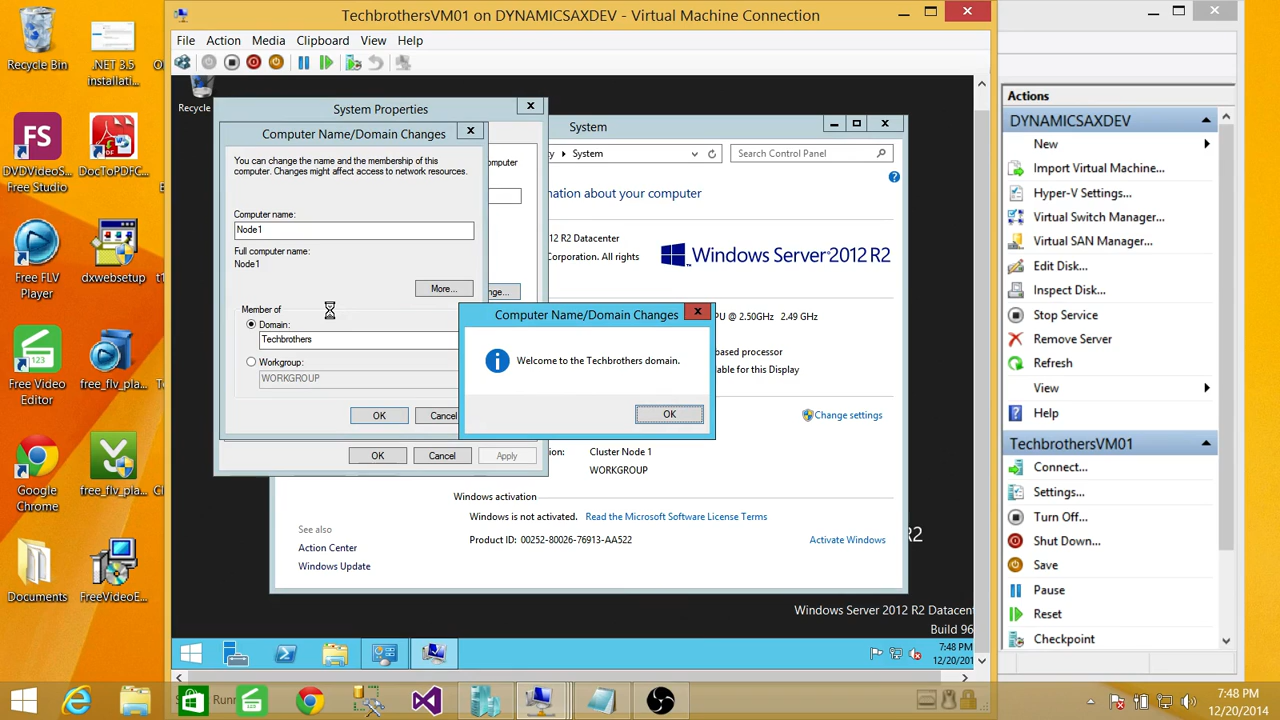 TechbrothersVM01 on DYNAMICSAXDEV - Virtual Machine Connection
File Action Media Clipboard View Help
Recycle Bin
.NET 3.5
installati...
DVDVideoS...
Free Studio
DocToPDFC...
Free FLV
Player
dxwebsetup
Free Video
Editor
free_flv_pla...
Google
Chrome
free_flv_pla...
Documents
FreeVideoE...
Recycle
System Properties
Computer Name/Domain Changes
You can change the name and the membership of this
computer. Changes might affect access to network resources.
Computer name:
Node1
Full computer name:
Node1
More...
Member of
Domain:
Techbrothers
Workgroup:
WORKGROUP
OK
Cancel
OK
Cancel
Apply
omputer
nge...
System
System
Search Control Panel
mation about your computer
12 R2 Datacenter
Corporation. All rights
Windows Server 2012 R2
PU @ 2.50GHz 2.49 GHz
based processor
able for this Display
Change settings
Computer Name/Domain Changes
Welcome to the Techbrothers domain.
OK
Cluster Node 1
WORKGROUP
Windows activation
Windows is not activated. Read the Microsoft Software License Terms
Product ID: 00252-80026-76913-AA522
Activate Windows
See also
Action Center
Windows Update
Windows Server 2012 R2 Datacen
Build 96
7:48 PM
12/20/201
Actions
DYNAMICSAXDEV
New
Import Virtual Machine...
Hyper-V Settings...
Virtual Switch Manager...
Virtual SAN Manager...
Edit Disk...
Inspect Disk...
Stop Service
Remove Server
Refresh
View
Help
TechbrothersVM01
Connect...
Settings...
Turn Off...
Shut Down...
Save
Pause
Reset
Checkpoint
7:48 PM
12/20/2014